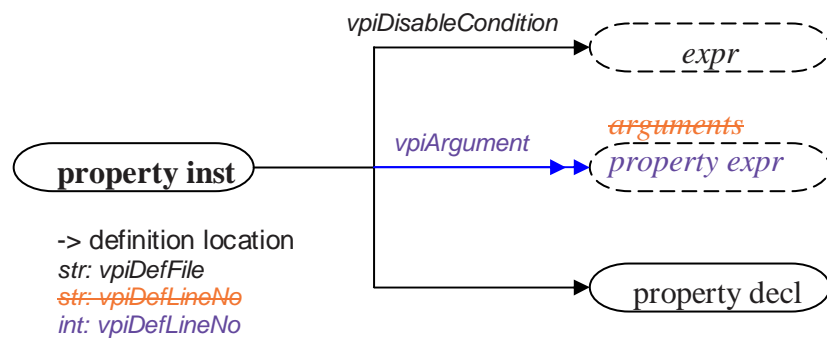 vpiDisableCondition
expr
arguments
vpiArgument
property expr
property inst
-> definition location
str: vpiDefFile
str: vpiDefLineNo
int: vpiDefLineNo
property decl